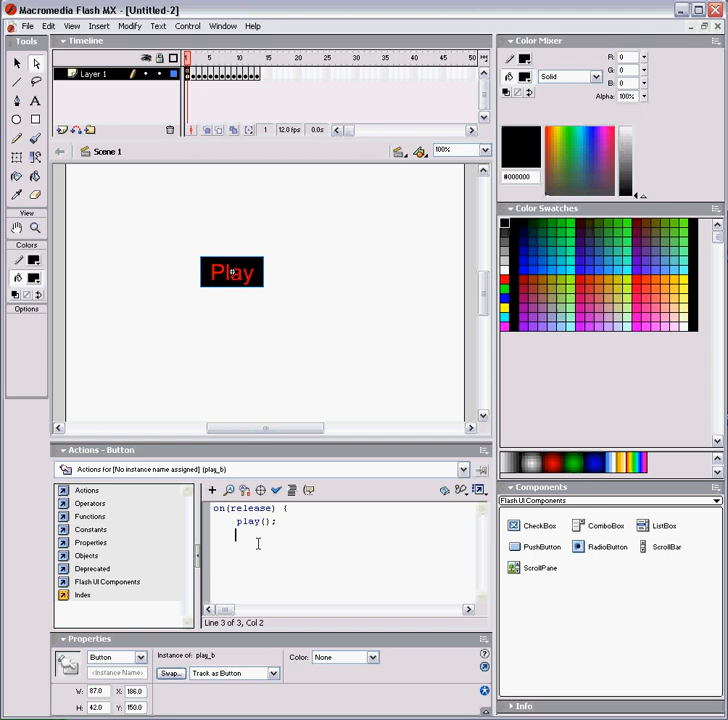 Macromedia Flash MX - [Untitled-2]
File Edit View Insert Modify Text Control Window Help
Tools
View
Colors
Options
Timeline
1 5 10 15 20 25 30 35 40 45 50
Layer 1
1 12.0 fps 0.0s
Scene 1
100%
Play
Actions - Button
Actions for [No instance name assigned] (play_b)
Actions
Operators
Functions
Constants
Properties
Objects
Deprecated
Flash UI Components
Index
on(release) {
play();
Line 3 of 3, Col 2
Properties
Button
Instance of: play_b
Color: None
<Instance Name>
Swap...
Track as Button
W: 87.0 X: 186.0
H: 42.0 Y: 150.0
Color Mixer
Solid
R: 0
G: 0
B: 0
Alpha: 100%
#000000
Color Swatches
Components
Flash UI Components
CheckBox ComboBox ListBox
PushButton RadioButton ScrollBar
ScrollPane
Info